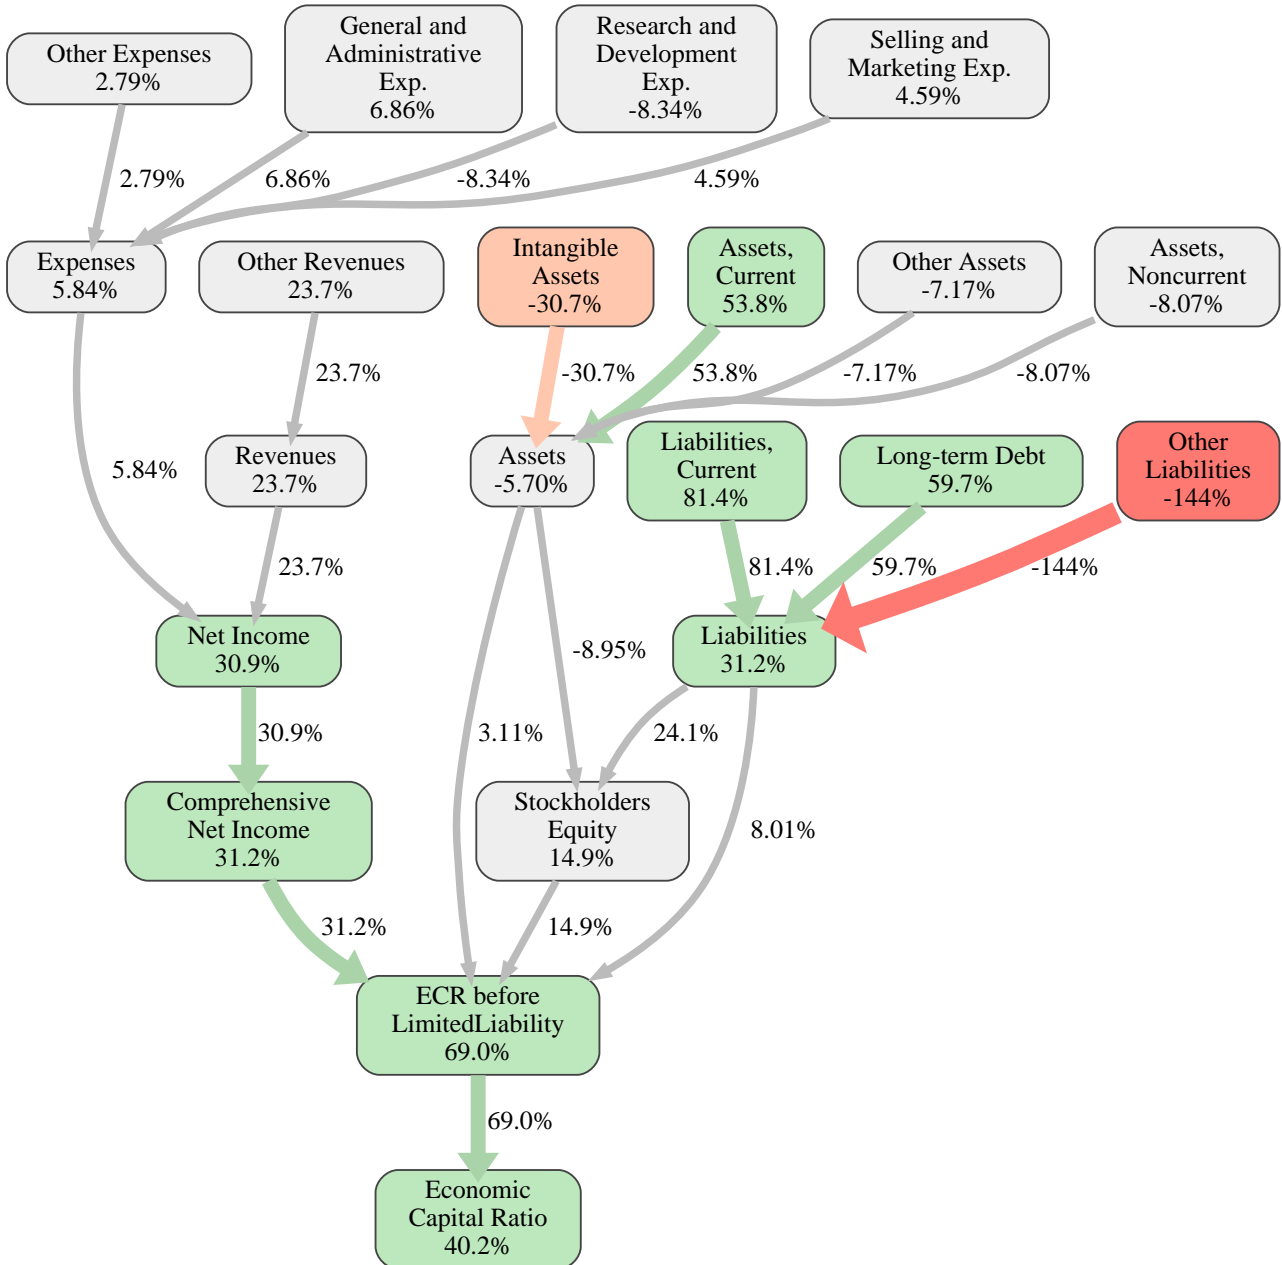 Other Expenses
2.79%
General and
Administrative
Exp.
6.86%
Research and
Development
Exp.
-8.34%
Selling and
Marketing Exp.
4.59%
2.79%
6.86%
-8.34%
4.59%
Expenses
5.84%
Other Revenues
23.7%
Intangible
Assets
-30.7%
Assets,
Current
53.8%
Other Assets
-7.17%
Assets,
Noncurrent
-8.07%
23.7%
-30.7%
53.8%
-7.17%
-8.07%
5.84%
Revenues
23.7%
Assets
-5.70%
Liabilities,
Current
81.4%
Long-term Debt
59.7%
Other
Liabilities
-144%
23.7%
81.4%
59.7%
-144%
Net Income
30.9%
-8.95%
Liabilities
31.2%
30.9%
3.11%
24.1%
Comprehensive
Net Income
31.2%
Stockholders
Equity
14.9%
8.01%
31.2%
14.9%
ECR before
LimitedLiability
69.0%
69.0%
Economic
Capital Ratio
40.2%